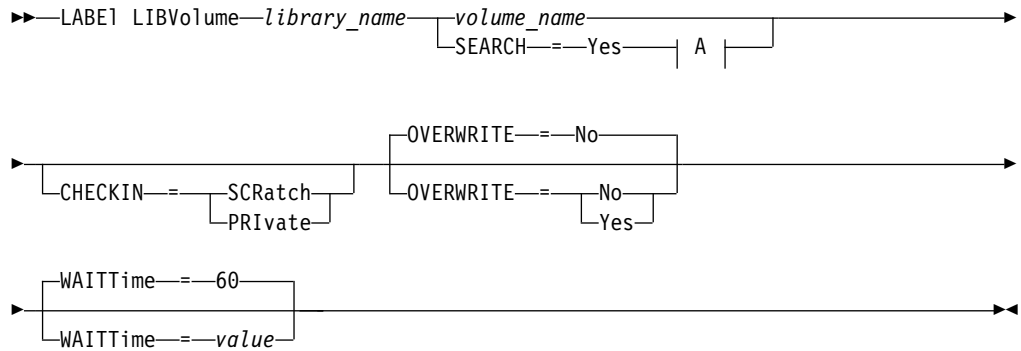 LABEl LIBVolume library_name volume_name
SEARCH = Yes A
OVERWRITE = No
CHECKIN = SCRatch OVERWRITE = No
PRIvate Yes
WAITTime = 60
WAITTime = value